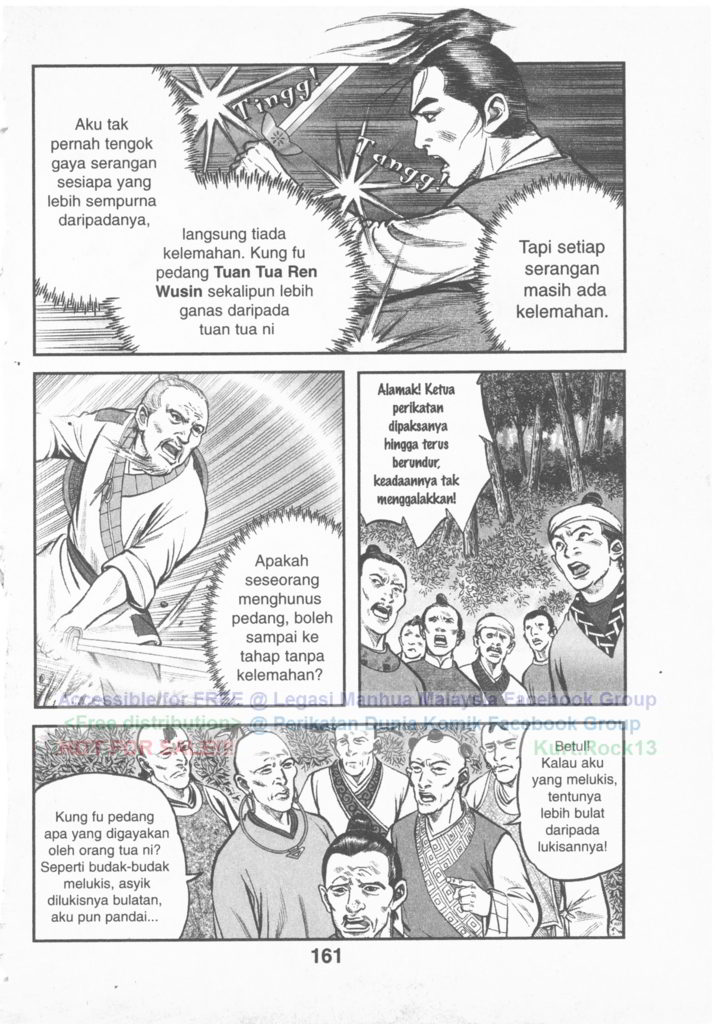 Tingg!
Tangg!
Aku tak
pernah tengok
gaya serangan
sesiapa yang
lebih sempurna
daripadanya,
langsung tiada
kelemahan. Kung fu
pedang Tuan Tua Ren
Wusin sekalipun lebih
ganas daripada
tuan tua ni
Tapi setiap
serangan
masih ada
kelemahan.
Apakah
seseorang
menghunus
pedang, boleh
sampai ke
tahap tanpa
kelemahan?
Alamak! Ketua
perikatan
dipaksanya
hingga terus
berundur,
keadaannya tak
menggalakkan!
Accessible for FREE @ Legasi Manhua Malaysia Facebook Group
<Free distribution> @ Perikatan Dunia Komik Facebook Group
NOT FOR SALE!!!
Kurt.Rock13
Kung fu pedang
apa yang digayakan
oleh orang tua ni?
Seperti budak-budak
melukis, asyik
dilukisnya bulatan,
aku pun pandai...
Betul!
Kalau aku
yang melukis,
tentunya
lebih bulat
daripada
lukisannya!
161